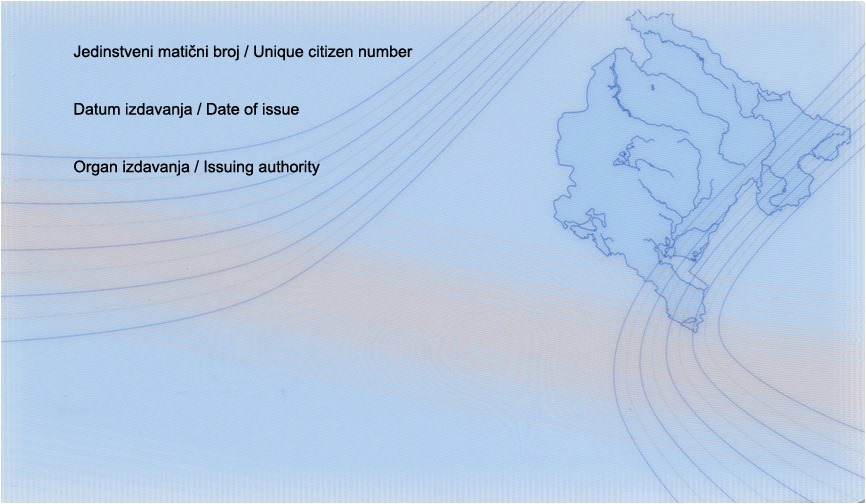 Jedinstveni matični broj / Unique citizen number
Datum izdavanja / Date of issue
Organ izdavanja / Issuing authority